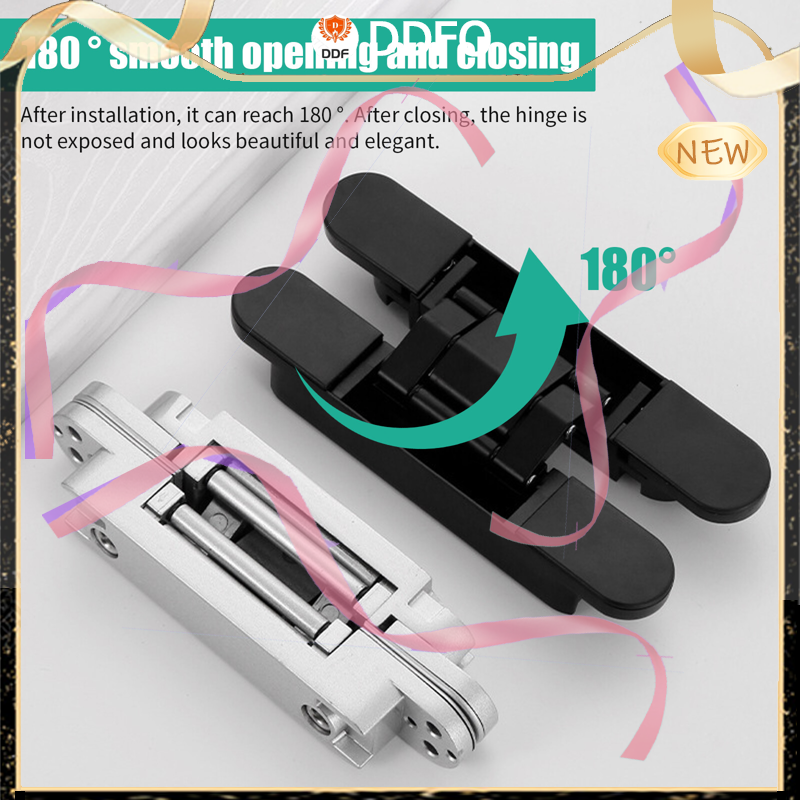 DDFQ
DDF
180 ° smooth opening and closing
After installation, it can reach 180 °. After closing, the hinge is
not exposed and looks beautiful and elegant.
NEW
180°